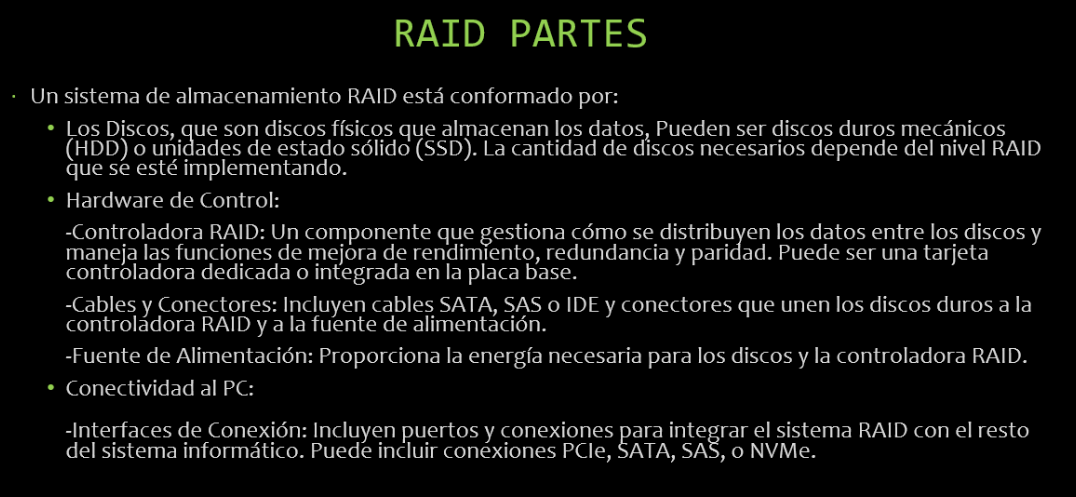 RAID PARTES
· Un sistema de almacenamiento RAID está conformado por:
• Los Discos, que son discos físicos que almacenan los datos, Pueden ser discos duros mecánicos
(HDD) o unidades de estado sólido (SSD). La cantidad de discos necesarios depende del nivel RAID
que se esté implementando.
• Hardware de Control:
-Controladora RAID: Un componente que gestiona cómo se distribuyen los datos entre los discos y
maneja las funciones de mejora de rendimiento, redundancia y paridad. Puede ser una tarjeta
controladora dedicada o integrada en la placa base.
-Cables y Conectores: Incluyen cables SATA, SAS o IDE y conectores que unen los discos duros a la
controladora RAID y a la fuente de alimentación.
-Fuente de Alimentación: Proporciona la energía necesaria para los discos y la controladora RAID.
• Conectividad al PC:
-Interfaces de Conexión: Incluyen puertos y conexiones para integrar el sistema RAID con el resto
del sistema informático. Puede incluir conexiones PCIe, SATA, SAS, o NVMe.